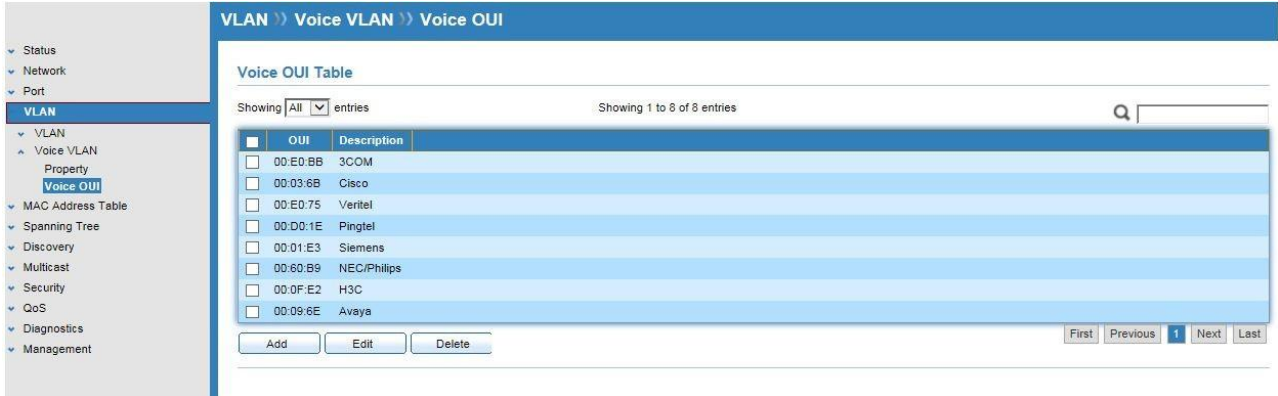 VLAN 》 Voice VLAN 》 Voice OUI
Status
Network
Port
VLAN
VLAN
Voice VLAN
Property
Voice OUI
MAC Address Table
Spanning Tree
Discovery
Multicast
Security
QoS
Diagnostics
Management
Voice OUI Table
Showing All entries Showing 1 to 8 of 8 entries
OUI Description
00:E0:BB 3COM
00:03:6B Cisco
00:E0:75 Veritel
00:D0:1E Pingtel
00:01:E3 Siemens
00:60:B9 NEC/Philips
00:0F:E2 H3C
00:09:6E Avaya
Add Edit Delete First Previous 1 Next Last